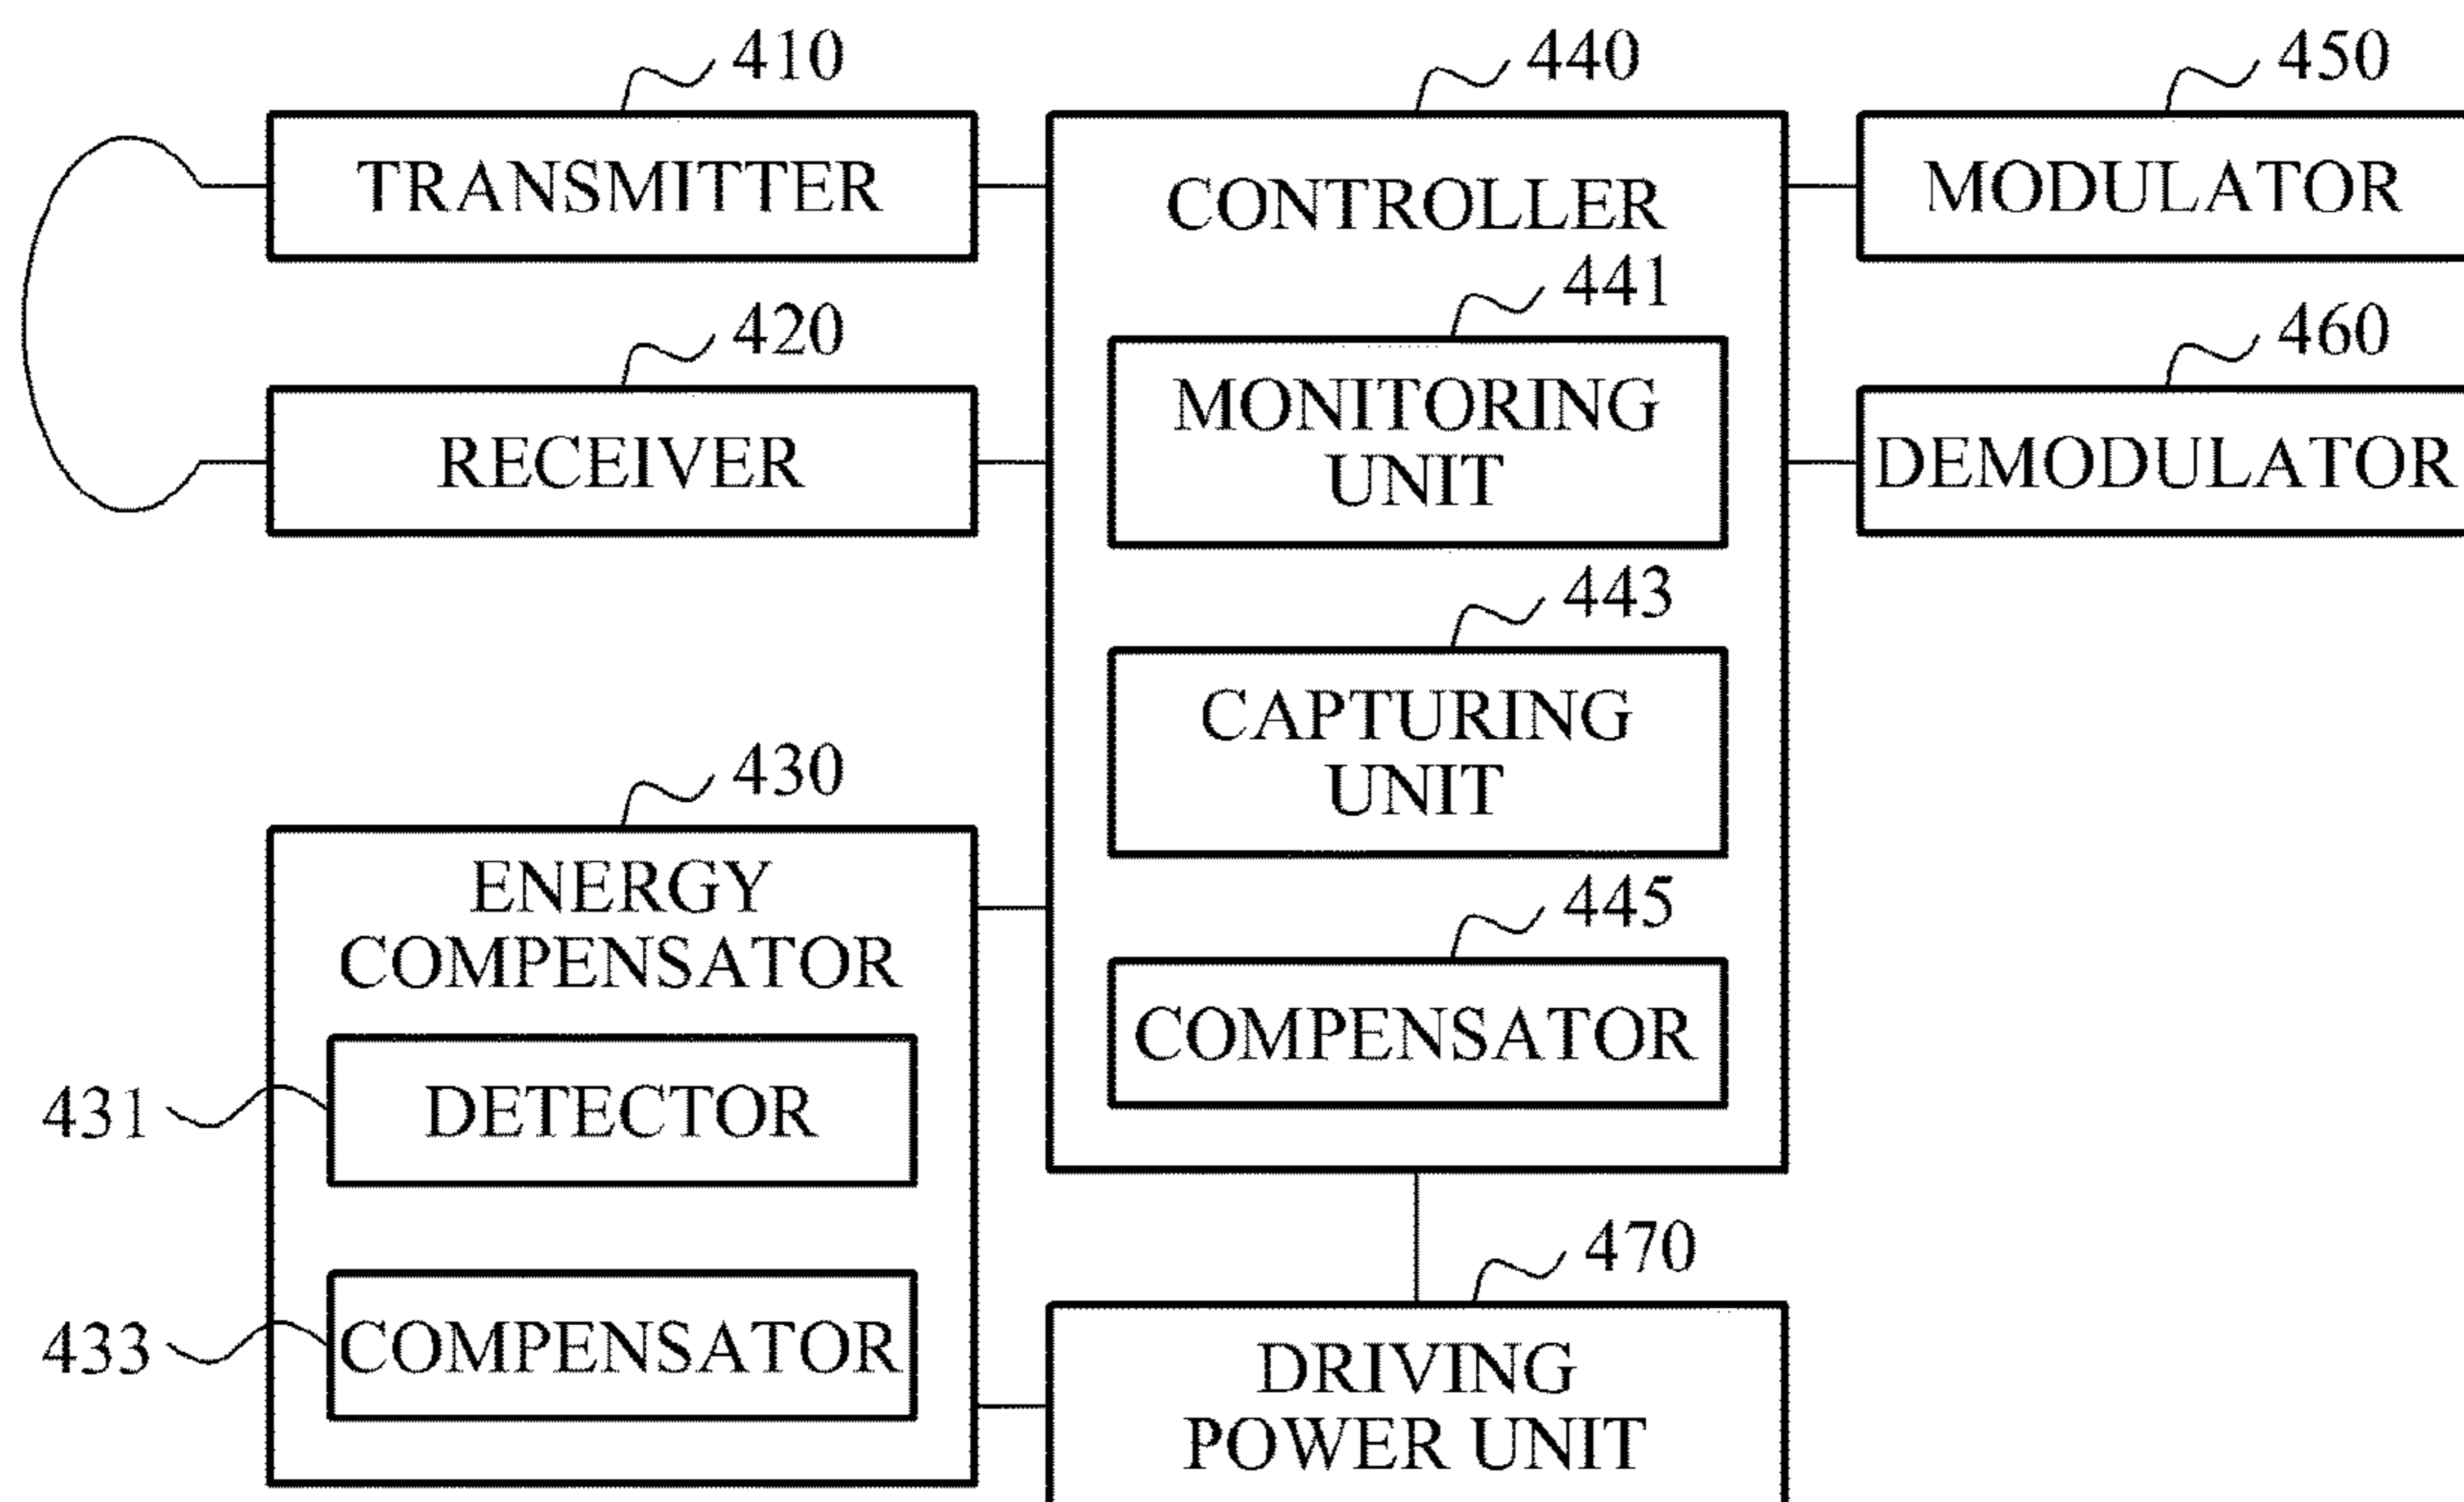 410
TRANSMITTER
420
RECEIVER
430
ENERGY
COMPENSATOR
431
DETECTOR
433
COMPENSATOR
440
CONTROLLER
441
MONITORING
UNIT
443
CAPTURING
UNIT
445
COMPENSATOR
450
MODULATOR
460
DEMODULATOR
470
DRIVING
POWER UNIT